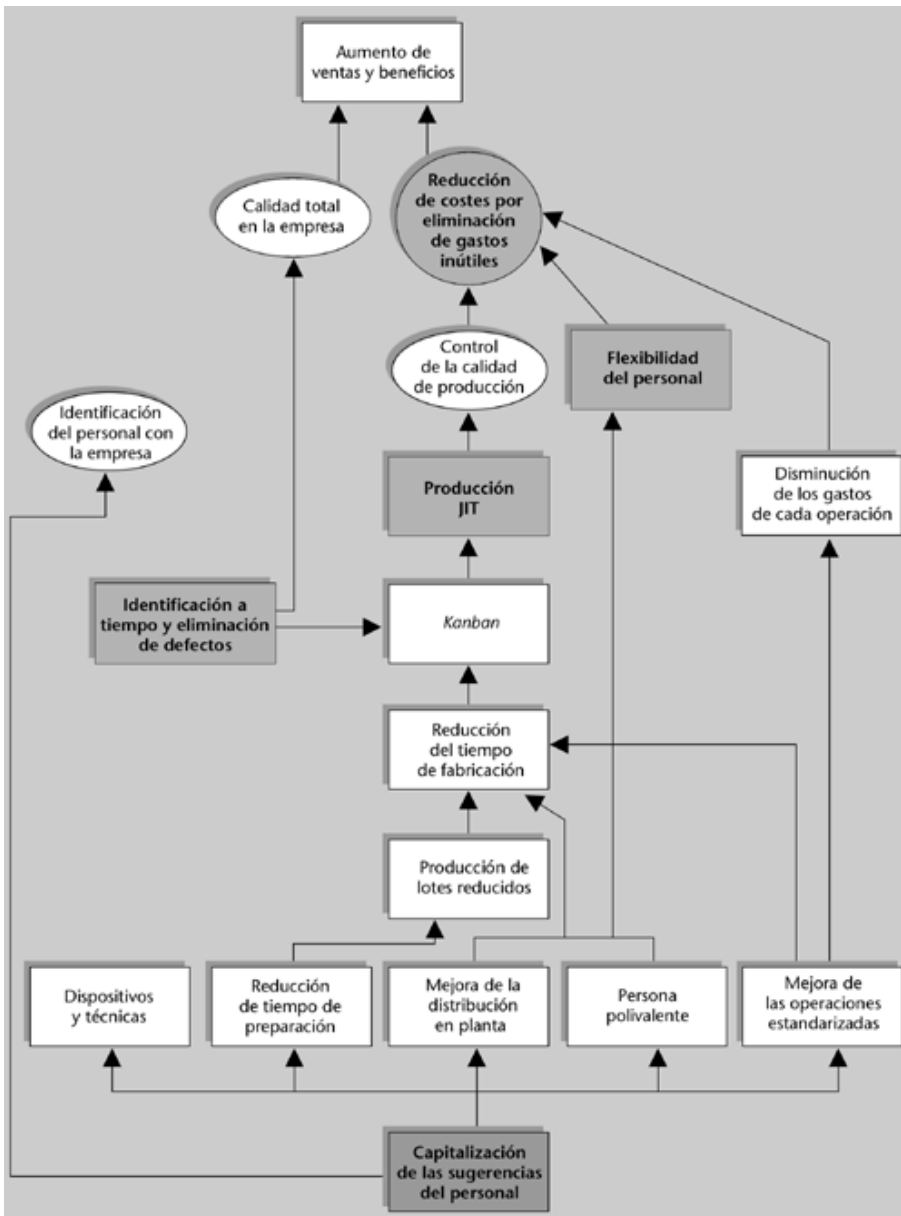 Aumento de
ventas y beneficios
Reducción
de costes por
eliminación
de gastos
inútiles
Calidad total
en la empresa
Control
de la calidad
de producción
Flexibilidad
del personal
Identificación
del personal con
la empresa
Producción
JIT
Disminución
de los gastos
de cada operación
Identificación a
tiempo y eliminación
de defectos
Kanban
Reducción
del tiempo
de fabricación
Producción de
lotes reducidos
Dispositivos
y técnicas
Reducción
de tiempo de
preparación
Mejora de la
distribución
en planta
Persona
polivalente
Mejora de
las operaciones
estandarizadas
Capitalización
de las sugerencias
del personal